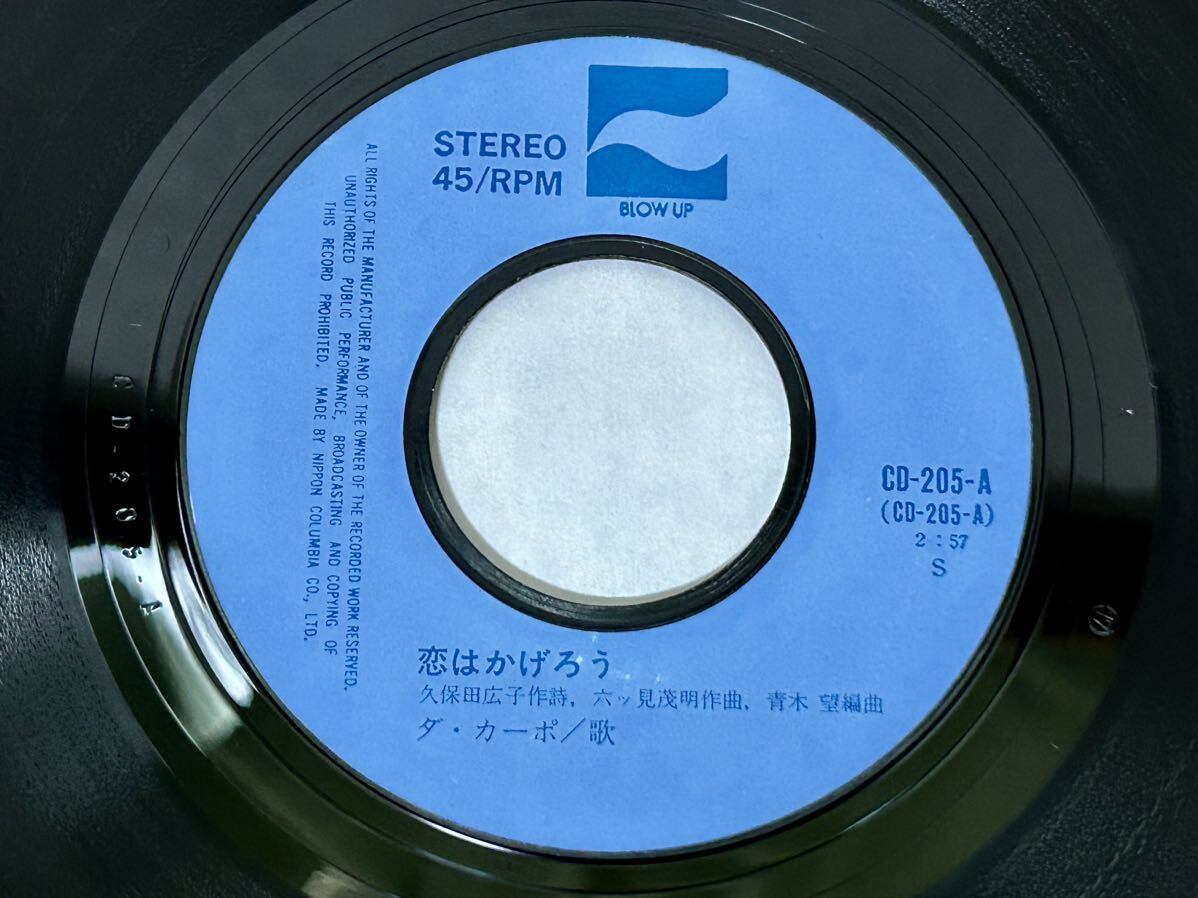 STEREO
45/RPM
BLOW UP
ALL RIGHTS OF THE MANUFACTURER AND OF THE OWNER OF THE RECORDED WORK RESERVED.
UNAUTHORIZED PUBLIC PERFORMANCE, BROADCASTING AND COPYING OF
THIS RECORD PROHIBITED. MADE BY NIPPON COLUMBIA CO., LTD.
CD-205-A
CD-205-A
(CD-205-A)
2:57
S
恋はかげろう
久保田広子作詩, 六ッ見茂明作曲, 青木 望編曲
ダ・カーポ/歌